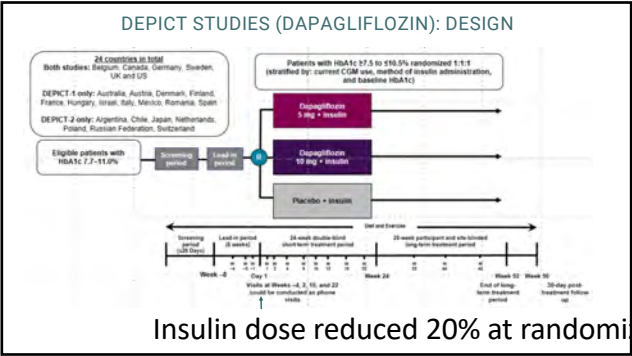 DEPICT STUDIES (DAPAGLIFLOZIN): DESIGN
24 countries in total
Both studies: Belgium, Canada, Germany, Sweden,
UK and US
DEPICT-1 only: Australia, Austria, Denmark, Finland,
France, Hungary, Israel, Italy, Mexico, Romania, Spain
DEPICT-2 only: Argentina, Chile, Japan, Netherlands,
Poland, Russian Federation, Switzerland
Patients with HbA1c ≥7.5 to ≤10.5% randomized 1:1:1
(stratified by: current CGM use, method of insulin administration,
and baseline HbA1c)
Eligible patients with
HbA1c 7.7–11.0%
Screening
period
Lead-in
period
R
Dapagliflozin
5 mg + insulin
Dapagliflozin
10 mg + insulin
Placebo + insulin
Diet and Exercise
Screening
period
(≤28 Days)
Lead-in period
(8 weeks)
24-week double-blind
short-term treatment period
28-week participant and site-blinded
long-term treatment period
Week –8
Day 1
Week 24
Week 52
Week 56
Visits at Weeks
could be conducted as phone
visits
End of long-
term treatment
period
30-day post-
treatment follow
up
Insulin dose reduced 20% at randomi